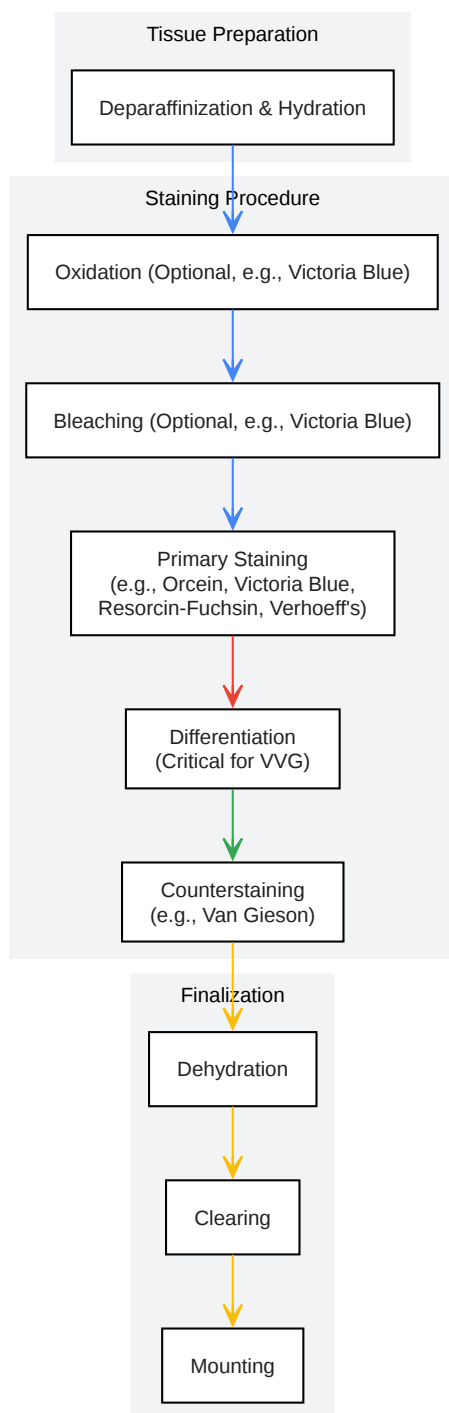 Tissue Preparation
Deparaffinization & Hydration
Staining Procedure
Oxidation (Optional, e.g., Victoria Blue)
Bleaching (Optional, e.g., Victoria Blue)
Primary Staining
(e.g., Orcein, Victoria Blue,
Resorcin-Fuchsin, Verhoeff's)
Differentiation
(Critical for VVG)
Counterstaining
(e.g., Van Gieson)
Finalization
Dehydration
Clearing
Mounting